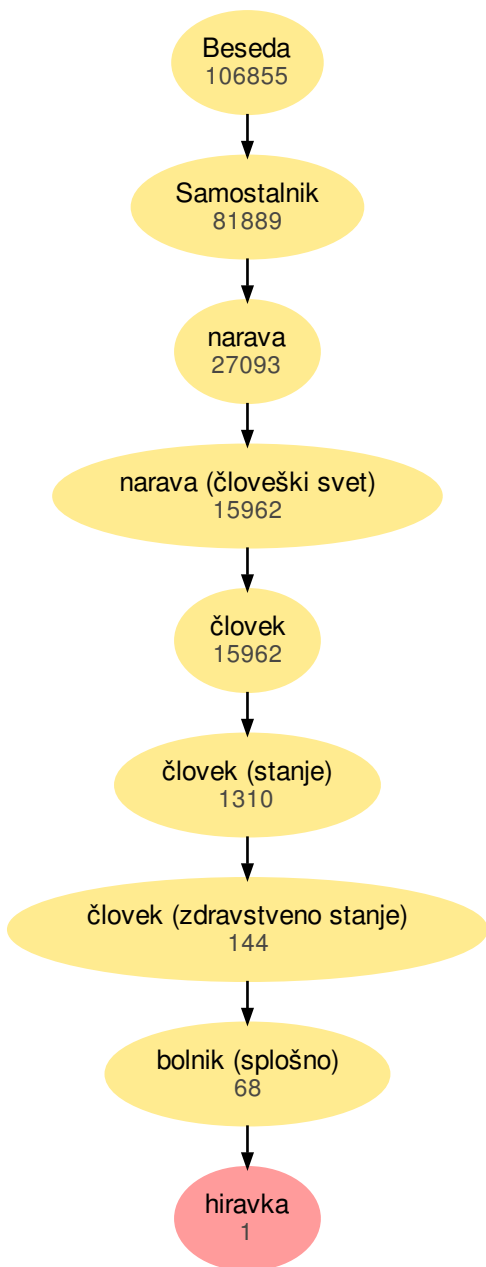 Beseda
106855
Samostalnik
81889
narava
27093
narava (človeški svet)
15962
človek
15962
človek (stanje)
1310
človek (zdravstveno stanje)
144
bolnik (splošno)
68
hiravka
1